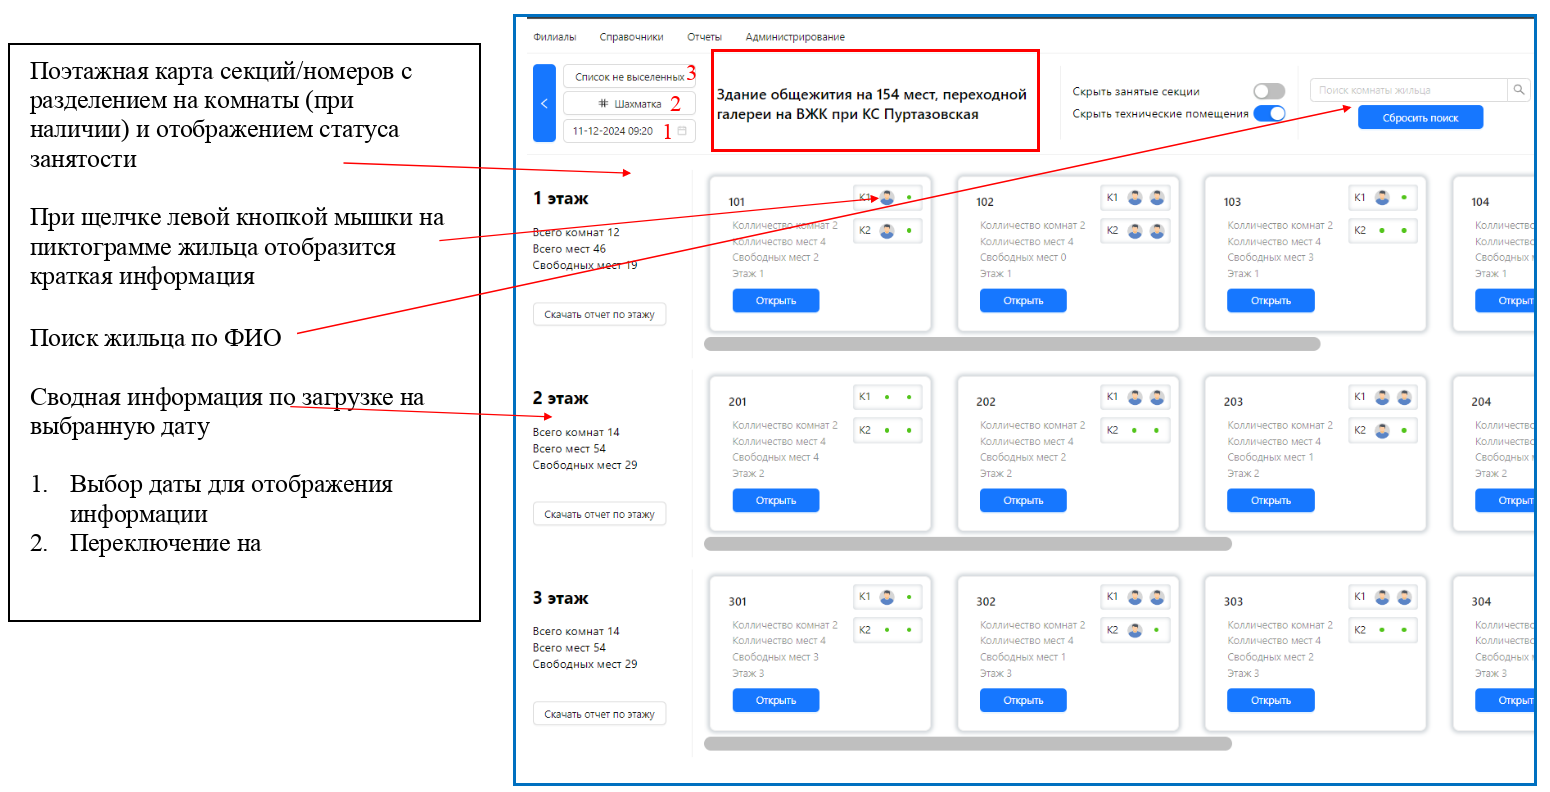 Поэтажная карта секций/номеров с
разделением на комнаты (при
наличии) и отображением статуса
занятости
При щелчке левой кнопкой мышки на
пиктограмме жильца отобразится
краткая информация
Поиск жильца по ФИО
Сводная информация по загрузке на
выбранную дату
1. Выбор даты для отображения
информации
2. Переключение на
Филиалы Справочники Отчеты Администрирование
Список не выселенных 3
Шахматка 2
11-12-2024 09:20 1
Здание общежития на 154 мест, переходной
галереи на ВЖК при КС Пуртазовская
Скрыть занятые секции
Скрыть технические помещения
Поиск комнаты жильца
Сбросить поиск
1 этаж
Всего комнат 12
Всего мест 46
Свободных мест 19
Скачать отчет по этажу
101
К1
К2
Колличество комнат 2
Колличество мест 4
Свободных мест 2
Этаж 1
Открыть
102
К1
К2
Колличество комнат 2
Колличество мест 4
Свободных мест 0
Этаж 1
Открыть
103
К1
К2
Колличество комнат 2
Колличество мест 4
Свободных мест 3
Этаж 1
Открыть
104
Колличество
Колличество
Свободных
Этаж 1
Открыт
2 этаж
Всего комнат 14
Всего мест 54
Свободных мест 29
Скачать отчет по этажу
201
К1
К2
Колличество комнат 2
Колличество мест 4
Свободных мест 4
Этаж 2
Открыть
202
К1
К2
Колличество комнат 2
Колличество мест 4
Свободных мест 2
Этаж 2
Открыть
203
К1
К2
Колличество комнат 2
Колличество мест 4
Свободных мест 1
Этаж 2
Открыть
204
Колличество
Колличество
Свободных
Этаж 2
Открыт
3 этаж
Всего комнат 14
Всего мест 54
Свободных мест 29
Скачать отчет по этажу
301
К1
К2
Колличество комнат 2
Колличество мест 4
Свободных мест 3
Этаж 3
Открыть
302
К1
К2
Колличество комнат 2
Колличество мест 4
Свободных мест 1
Этаж 3
Открыть
303
К1
К2
Колличество комнат 2
Колличество мест 4
Свободных мест 2
Этаж 3
Открыть
304
Колличество
Колличество
Свободных
Этаж 3
Открыт